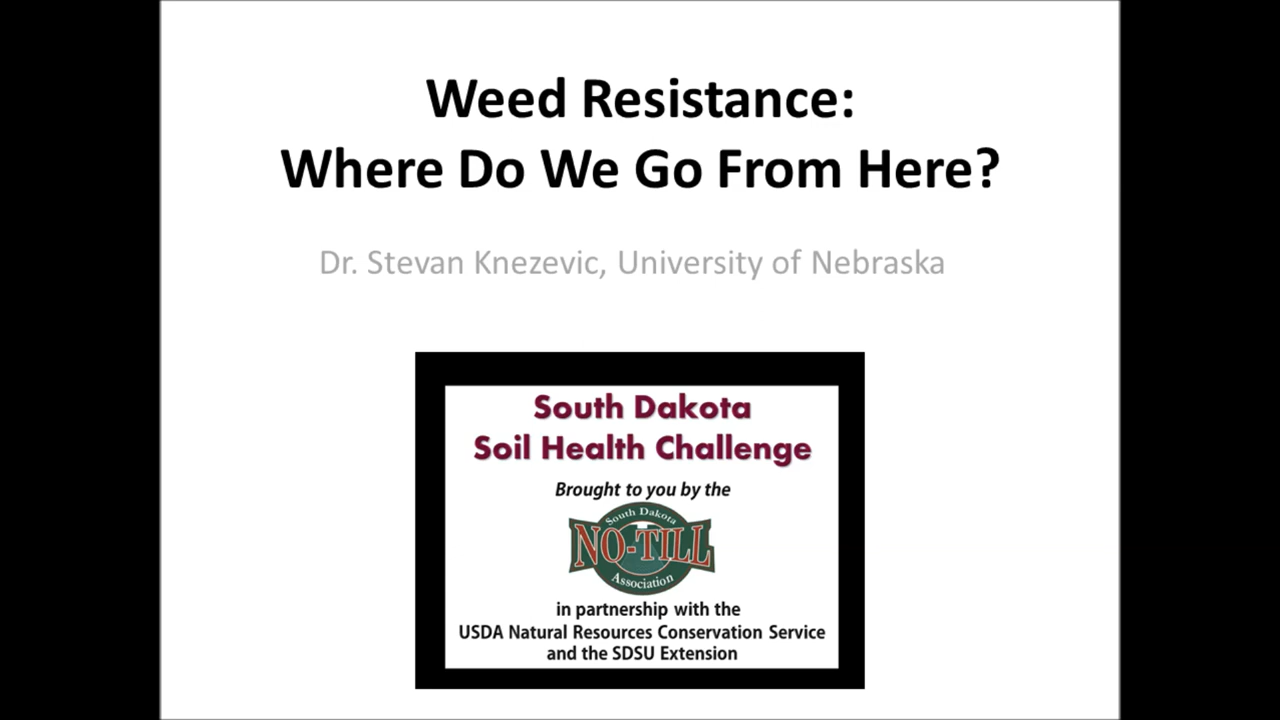 Weed Resistance:
Where Do We Go From Here?
Dr. Stevan Knezevic, University of Nebraska
South Dakota
Soil Health Challenge
Brought to you by the
South Dakota
NO-TILL
Association
in partnership with the
USDA Natural Resources Conservation Service
and the SDSU Extension